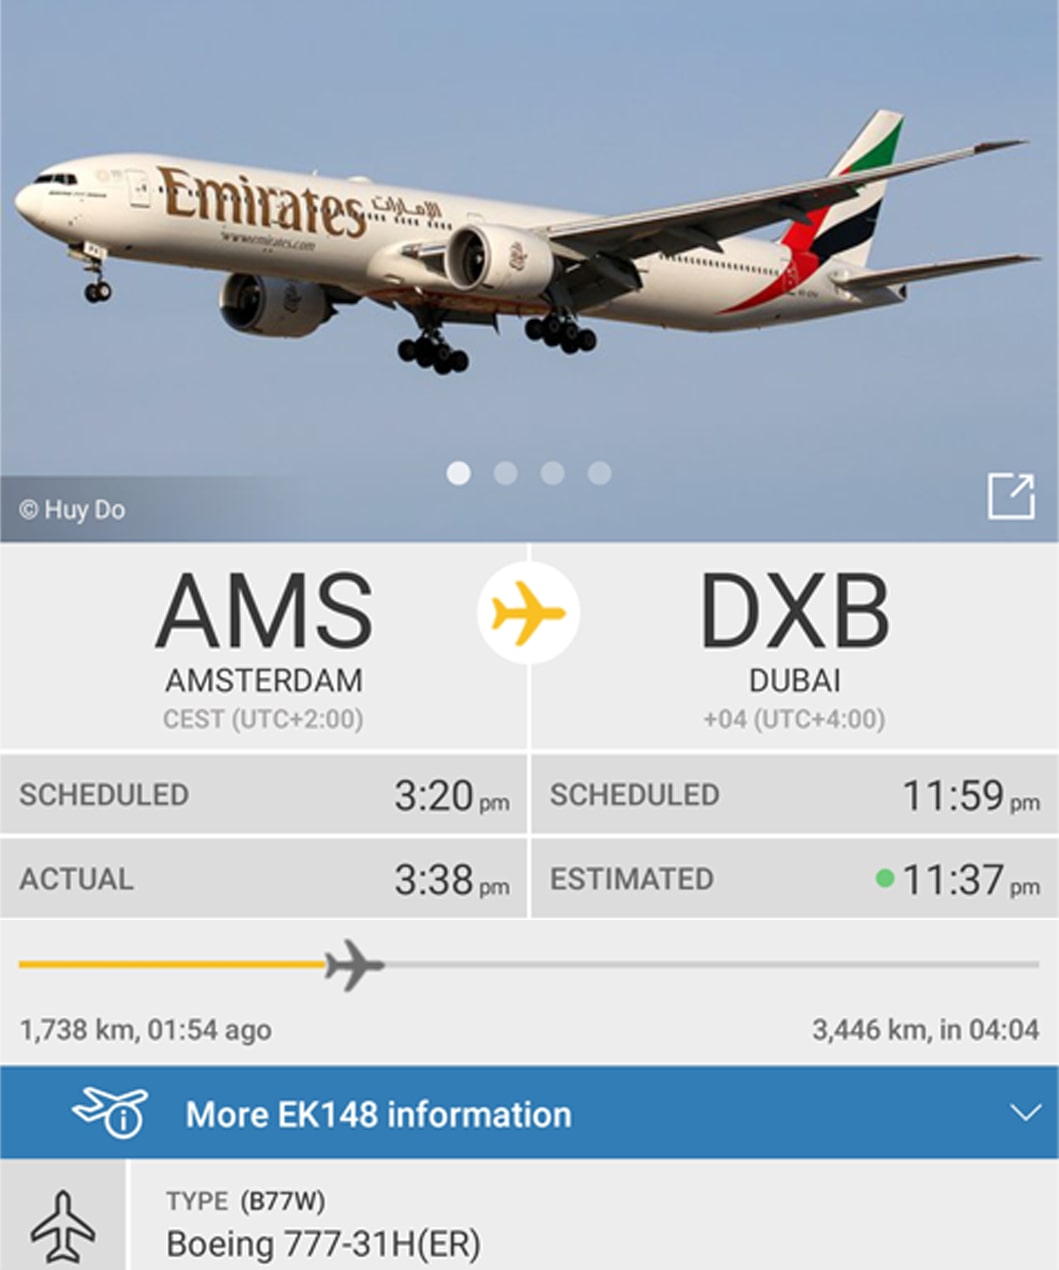 Emirates الإمارات
www.emirates.com
© Huy Do
AMS
AMSTERDAM
CEST (UTC+2:00)
DXB
DUBAI
+04 (UTC+4:00)
SCHEDULED 3:20 pm
SCHEDULED 11:59 pm
ACTUAL 3:38 pm
ESTIMATED 11:37 pm
1,738 km, 01:54 ago
3,446 km, in 04:04
More EK148 information
TYPE (B77W)
Boeing 777-31H(ER)